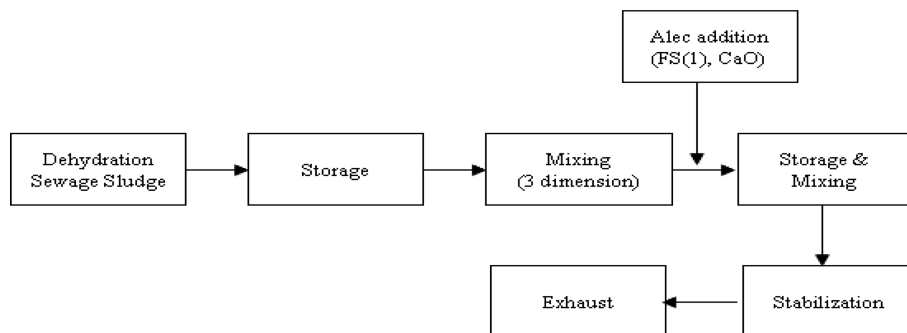 Alec addition
(FS(1), CaO)
Dehydration
Sewage Sludge
Storage
Mixing
(3 dimension)
Storage &
Mixing
Exhaust
Stabilization